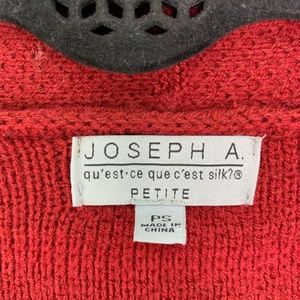 JOSEPH A.
qu'est·ce que c'est silk?®
PETITE
PS
MADE IN
CHINA